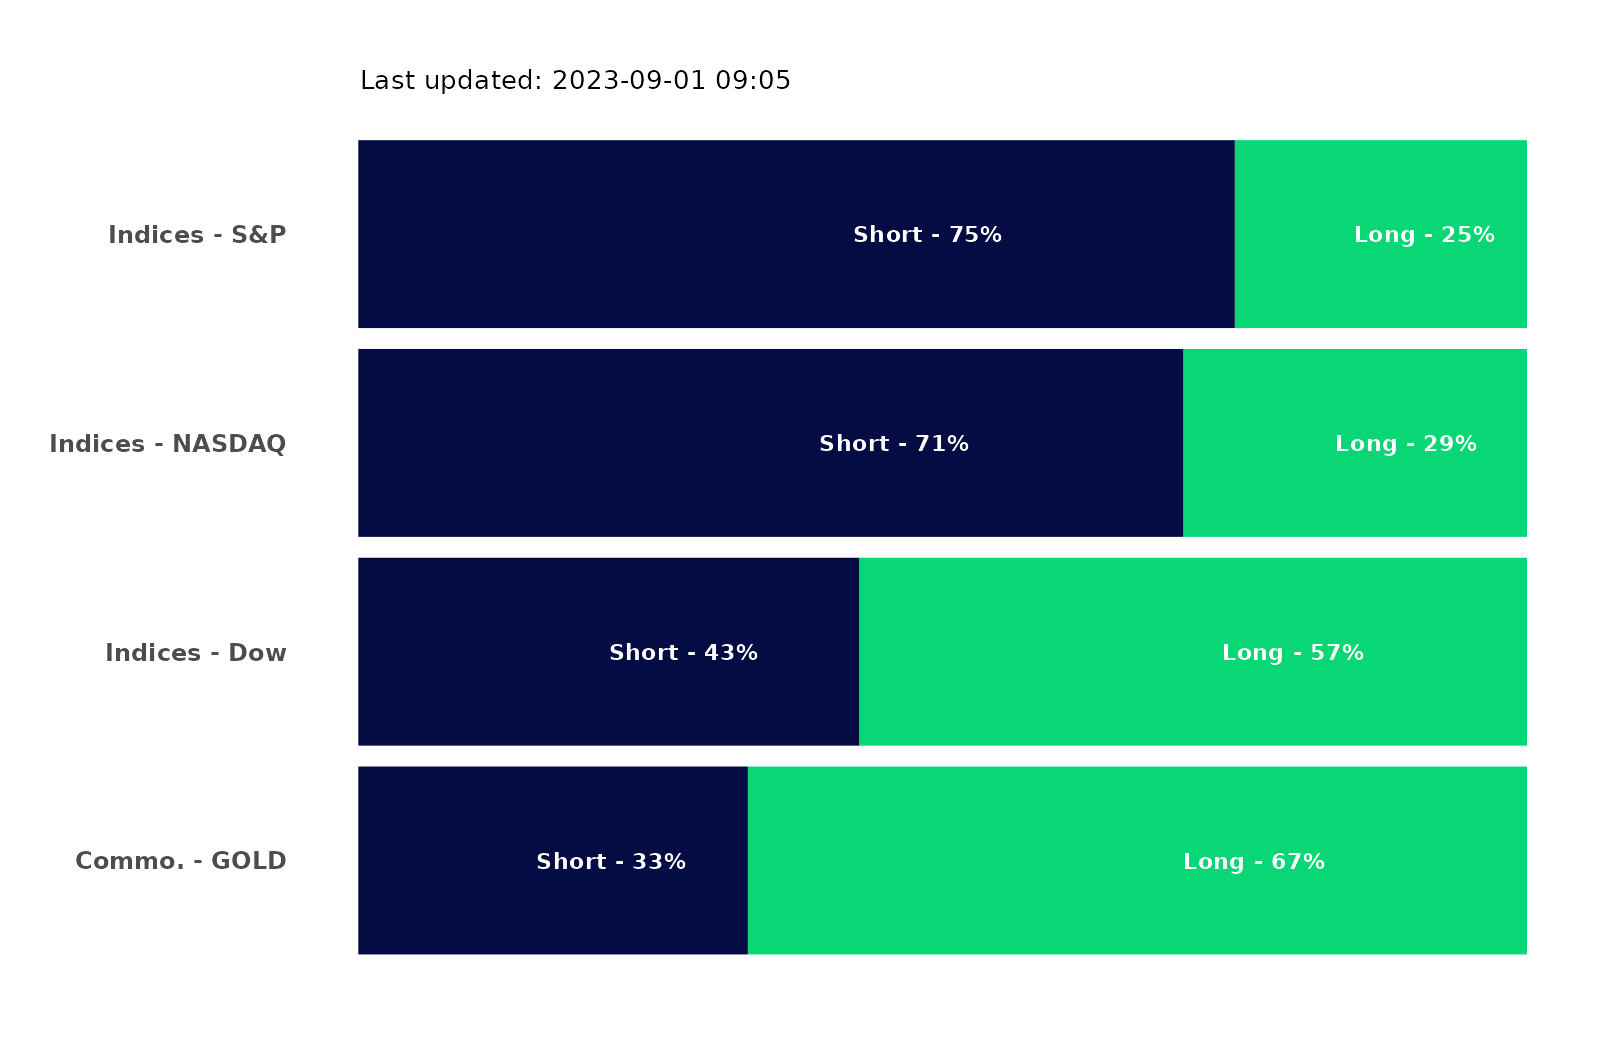 Last updated: 2023-09-01 09:05
Indices - S&P Short - 75% Long - 25%
Indices - NASDAQ Short - 71% Long - 29%
Indices - Dow Short - 43% Long - 57%
Commo. - GOLD Short - 33% Long - 67%